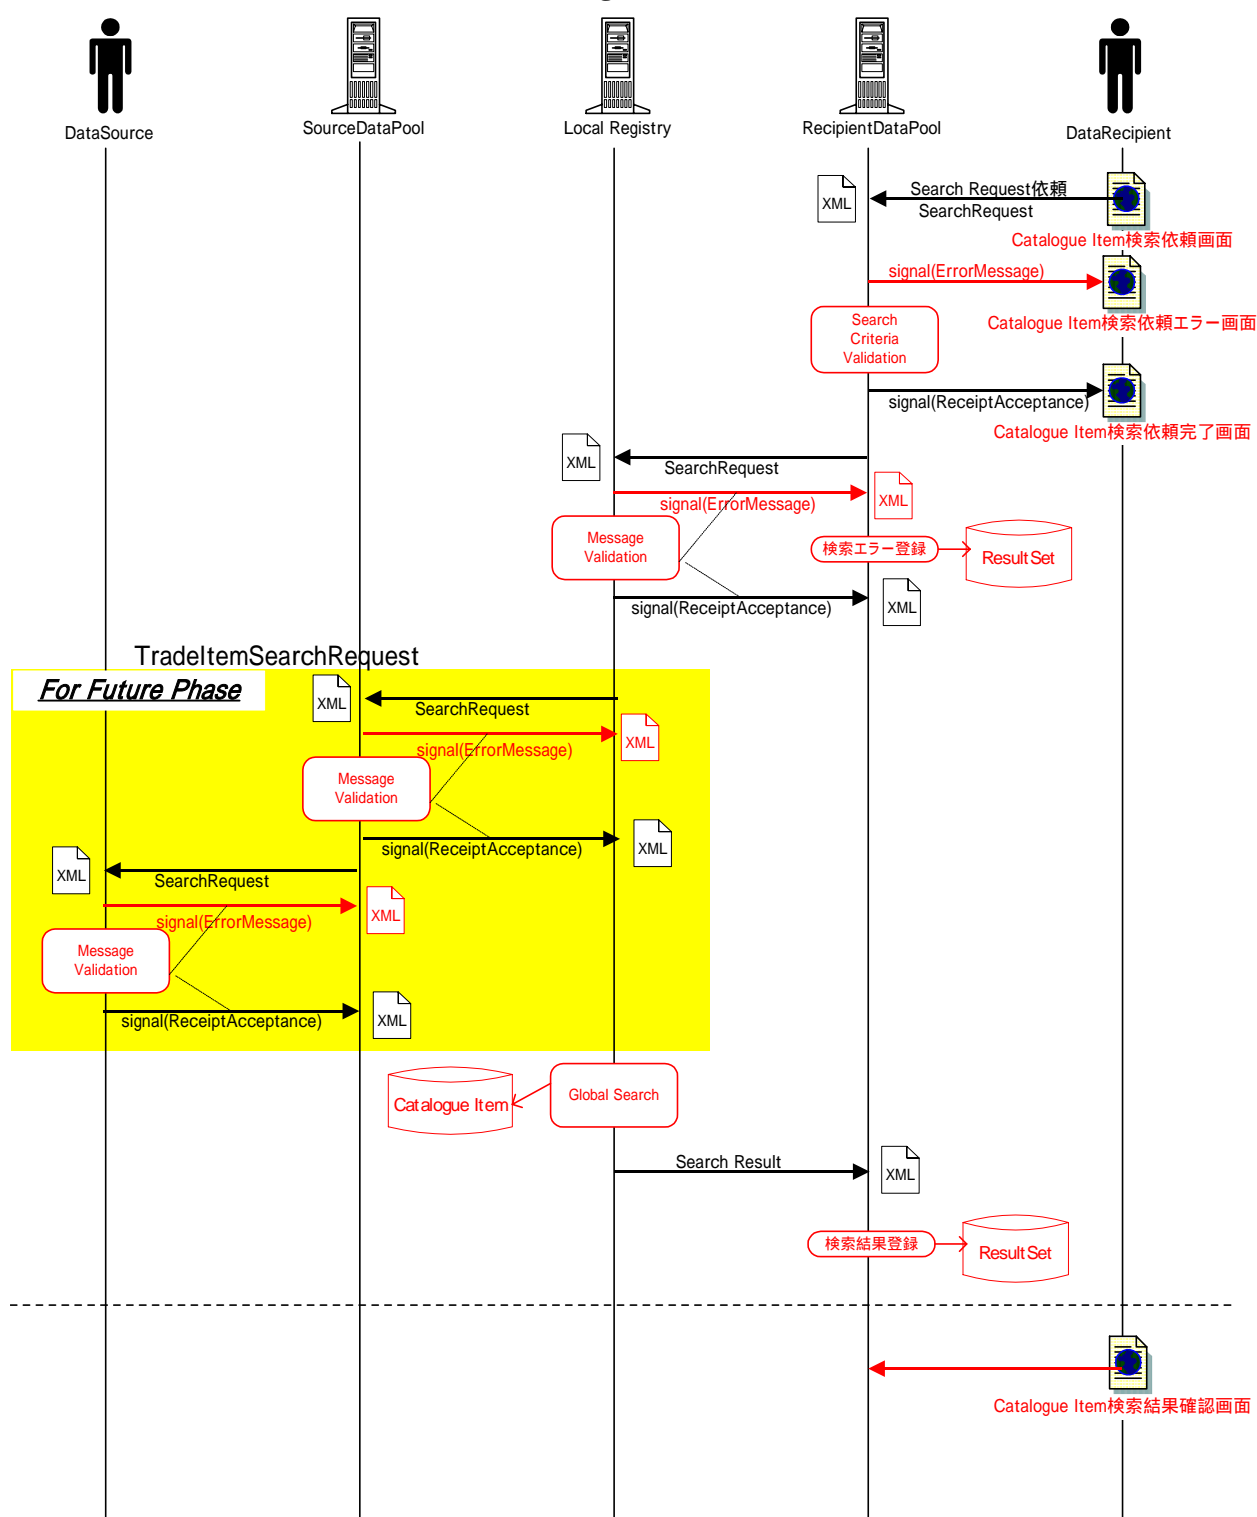 DataSource
SourceDataPool
Local Registry
RecipientDataPool
DataRecipient
XML
Search Request依頼
SearchRequest
Catalogue Item検索依頼画面
signal(ErrorMessage)
Catalogue Item検索依頼エラー画面
Search
Criteria
Validation
signal(ReceiptAcceptance)
Catalogue Item検索依頼完了画面
XML
SearchRequest
signal(ErrorMessage)
XML
Message
Validation
検索エラー登録
ResultSet
signal(ReceiptAcceptance)
XML
TradeItemSearchRequest
For Future Phase
XML
SearchRequest
signal(ErrorMessage)
XML
Message
Validation
signal(ReceiptAcceptance)
XML
XML
SearchRequest
signal(ErrorMessage)
XML
Message
Validation
signal(ReceiptAcceptance)
XML
Catalogue Item
Global Search
Search Result
XML
検索結果登録
ResultSet
Catalogue Item検索結果確認画面